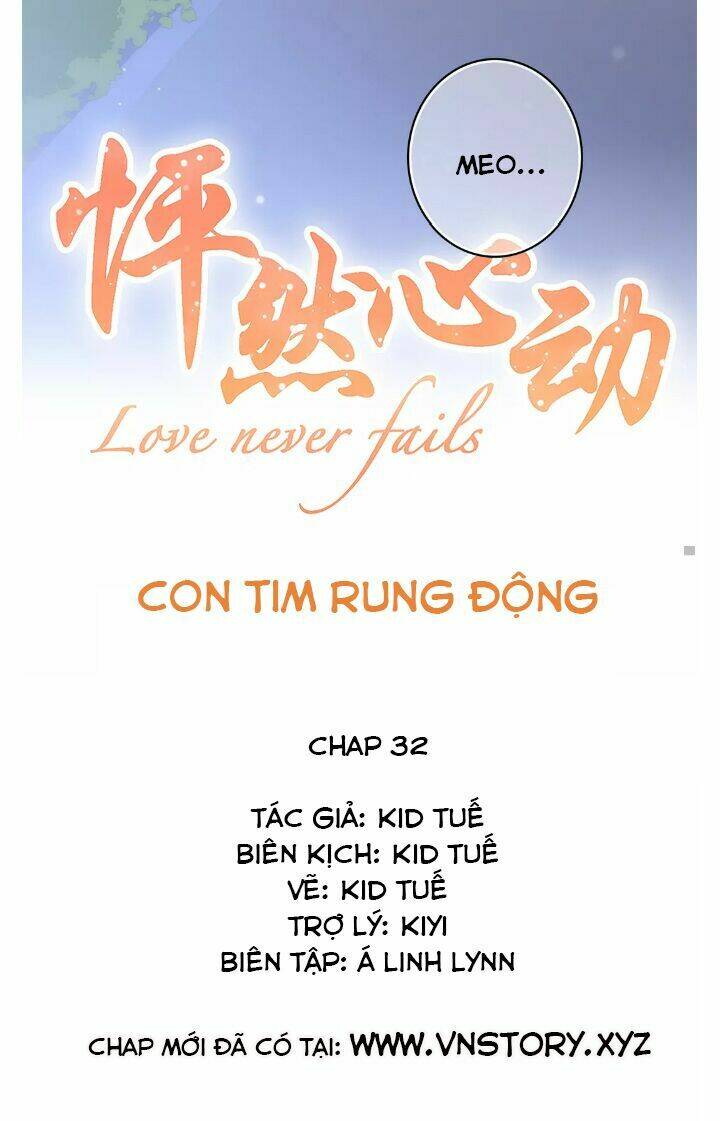 MEO...
怦然心动
Love never fails
CON TIM RUNG ĐỘNG
CHAP 32
TÁC GIẢ: KID TUẾ
BIÊN KỊCH: KID TUẾ
VẼ: KID TUẾ
TRỢ LÝ: KIYI
BIÊN TẬP: Á LINH LYNN
CHAP MỚI ĐÃ CÓ TẠI: WWW.VNSTORY.XYZ